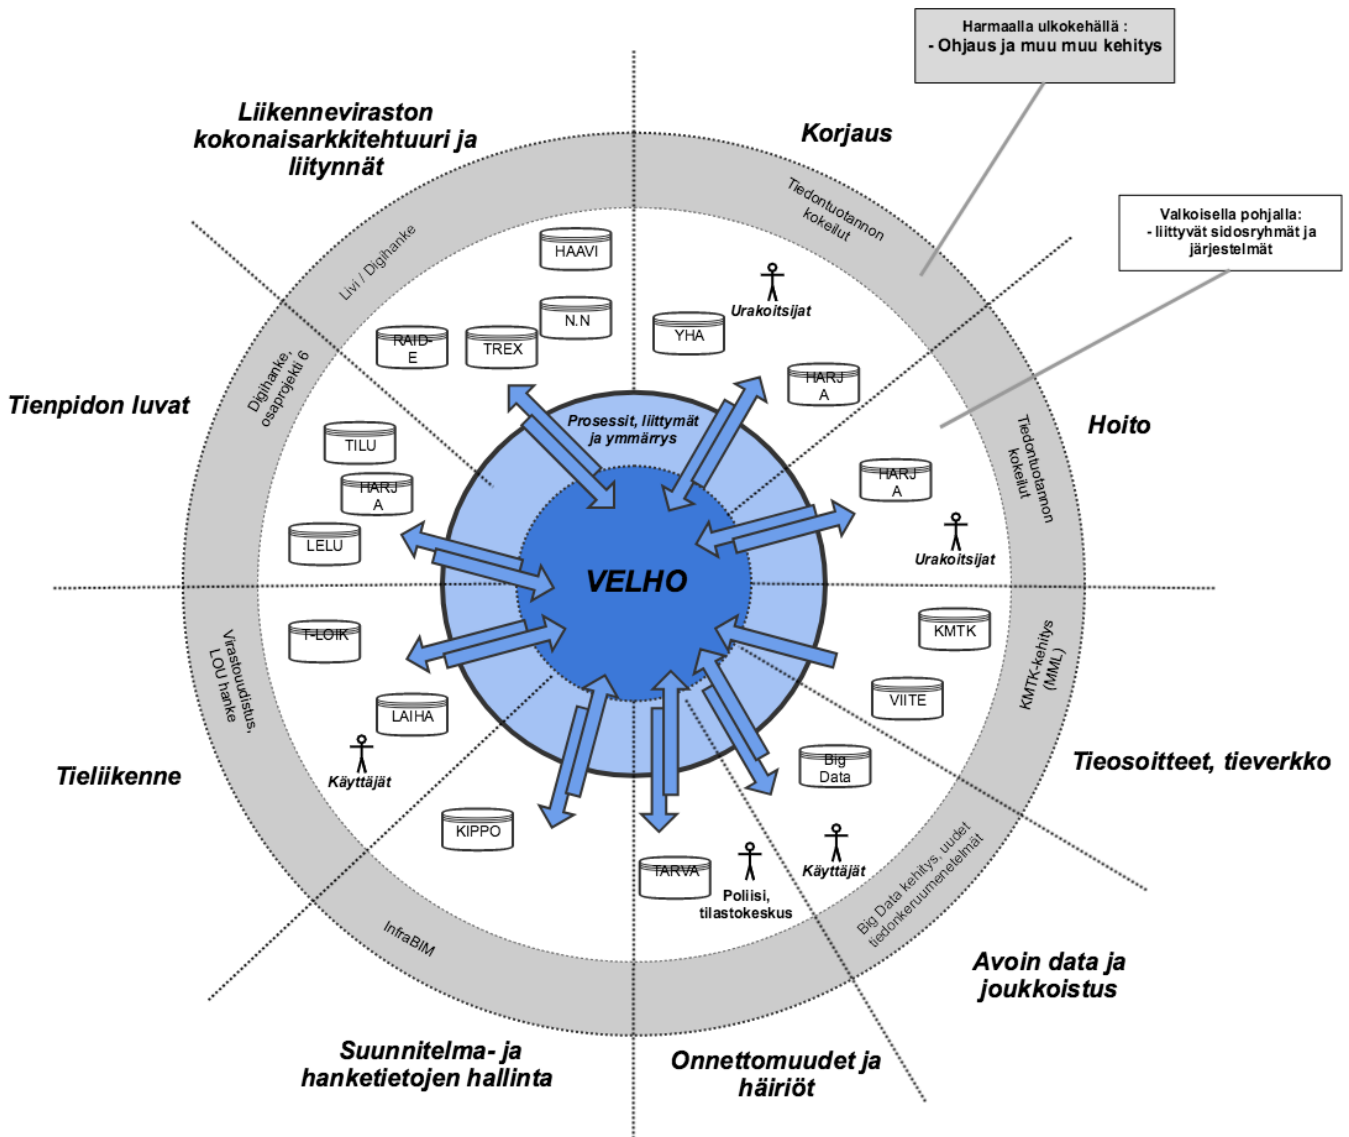 Harmaalla ulkokehällä :
- Ohjaus ja muu muu kehitys
Valkoisella pohjalla:
- liittyvät sidosryhmät ja
järjestelmät
Liikenneviraston
kokonaisarkkitehtuuri ja
liitynnät
Livi / Digihanke
HAAVI
N.N
RAID-
E
TREX
Korjaus
Tiedontuotannon
kokeilut
Urakoitsijat
YHA
HARJ
A
Hoito
Tiedontuotannon
kokeilut
HARJ
A
Urakoitsijat
Tieosoitteet, tieverkko
KMTK-kehitys
(MML)
KMTK
VIITE
Avoin data ja
joukkoistus
Big Data kehitys, uudet
tiedonkeruumenetelmät
Big
Data
Käyttäjät
Onnettomuudet ja
häiriöt
TARVA
Poliisi,
tilastokeskus
Suunnitelma- ja
hanketietojen hallinta
InfraBIM
KIPPO
Tieliikenne
Virastouudistus,
LOU hanke
T-LOIK
LAIHA
Käyttäjät
Tienpidon luvat
Digihanke,
osaprojekti 6
TILU
HARJ
A
LELU
Prosessit, liittymät
ja ymmärrys
VELHO